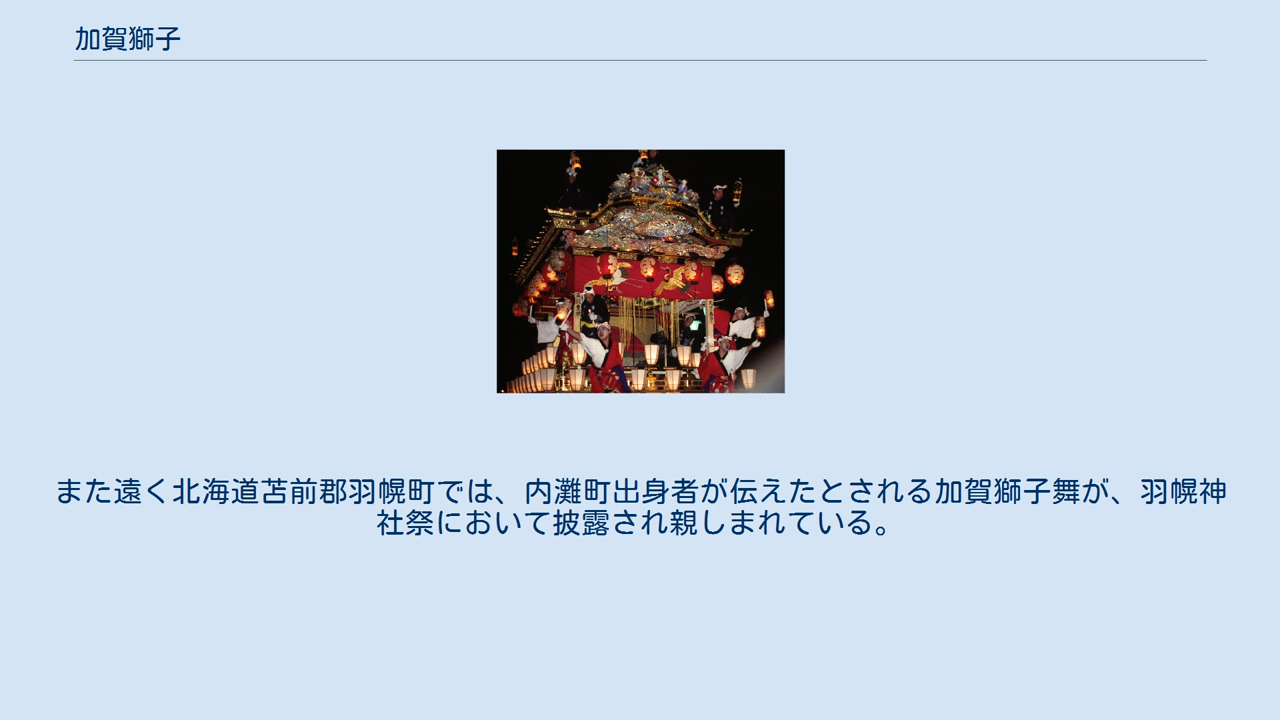 加賀獅子
また遠く北海道苫前郡羽幌町では、内灘町出身者が伝えたとされる加賀獅子舞が、羽幌神
社祭において披露され親しまれている。